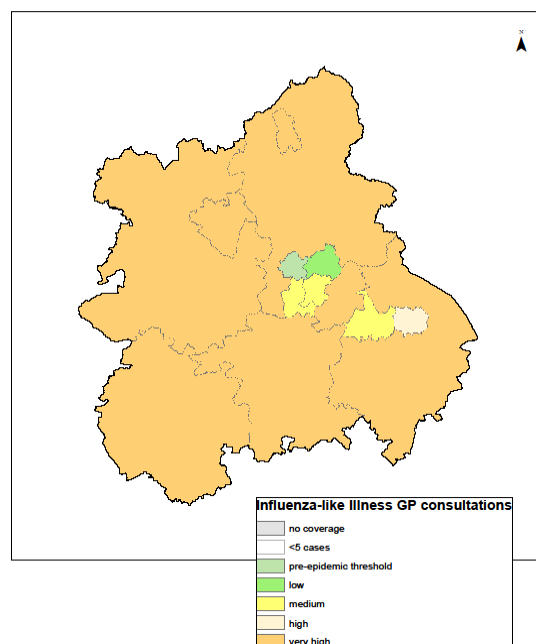 N
Influenza-like Illness GP consultations
no coverage
<5 cases
pre-epidemic threshold
low
medium
high
very high